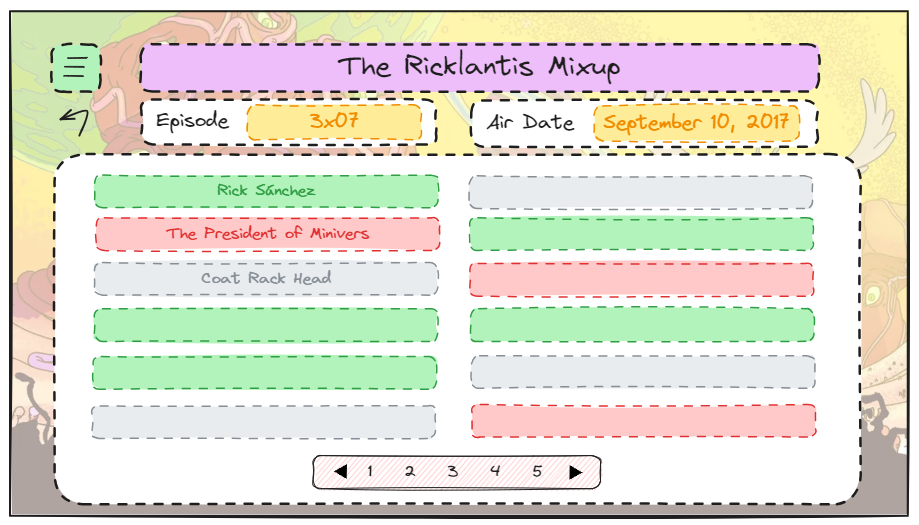 The Ricklantis Mixup
Episode 3x07
Air Date September 10, 2017
Rick Sánchez
The President of Minivers
Coat Rack Head
1 2 3 4 5